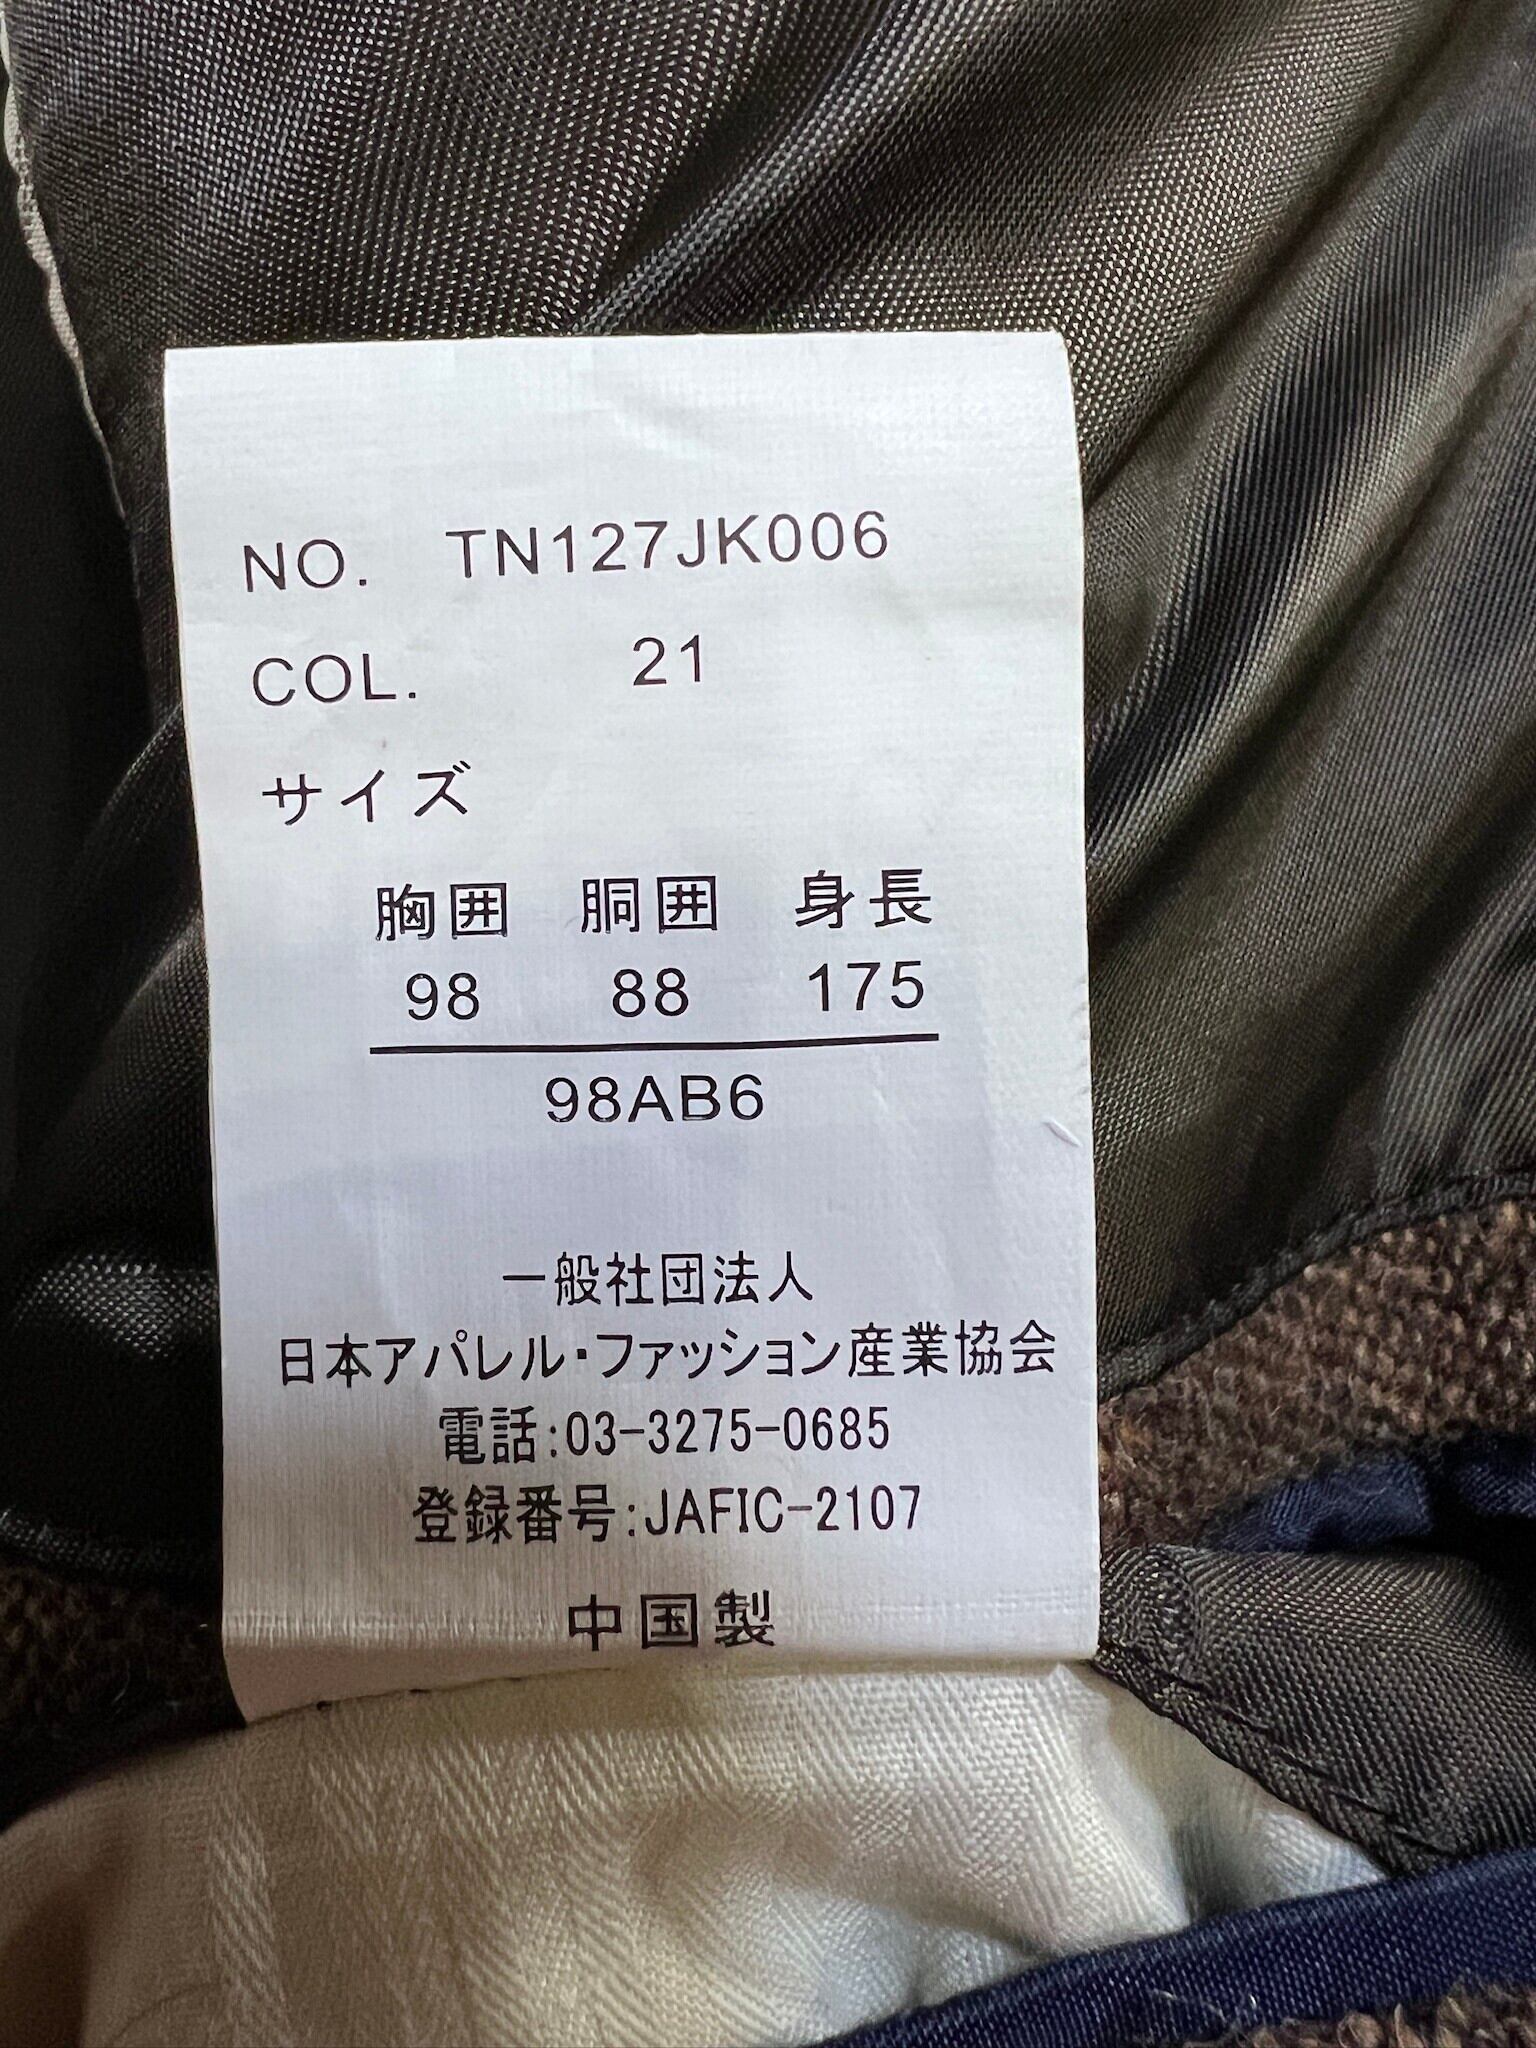 NO. TN127JK006
COL. 21
サイズ
胸囲 胴囲 身長
98 88 175
98AB6
一般社団法人
日本アパレル・ファッション産業協会
電話:03-3275-0685
登録番号:JAFIC-2107
中国製